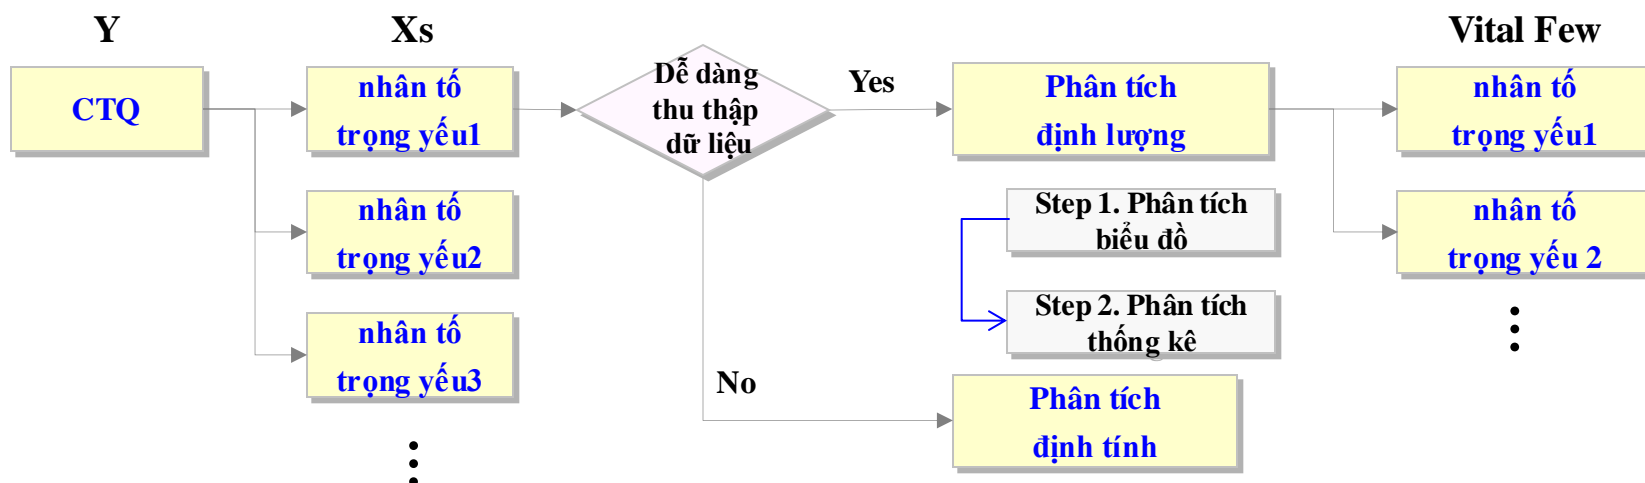 Y
Xs
Vital Few
CTQ
nhân tố
trọng yếu1
nhân tố
trọng yếu2
nhân tố
trọng yếu3
Dễ dàng
thu thập
dữ liệu
Yes
No
Phân tích
định lượng
Step 1. Phân tích
biểu đồ
Step 2. Phân tích
thống kê
Phân tích
định tính
nhân tố
trọng yếu1
nhân tố
trọng yếu 2